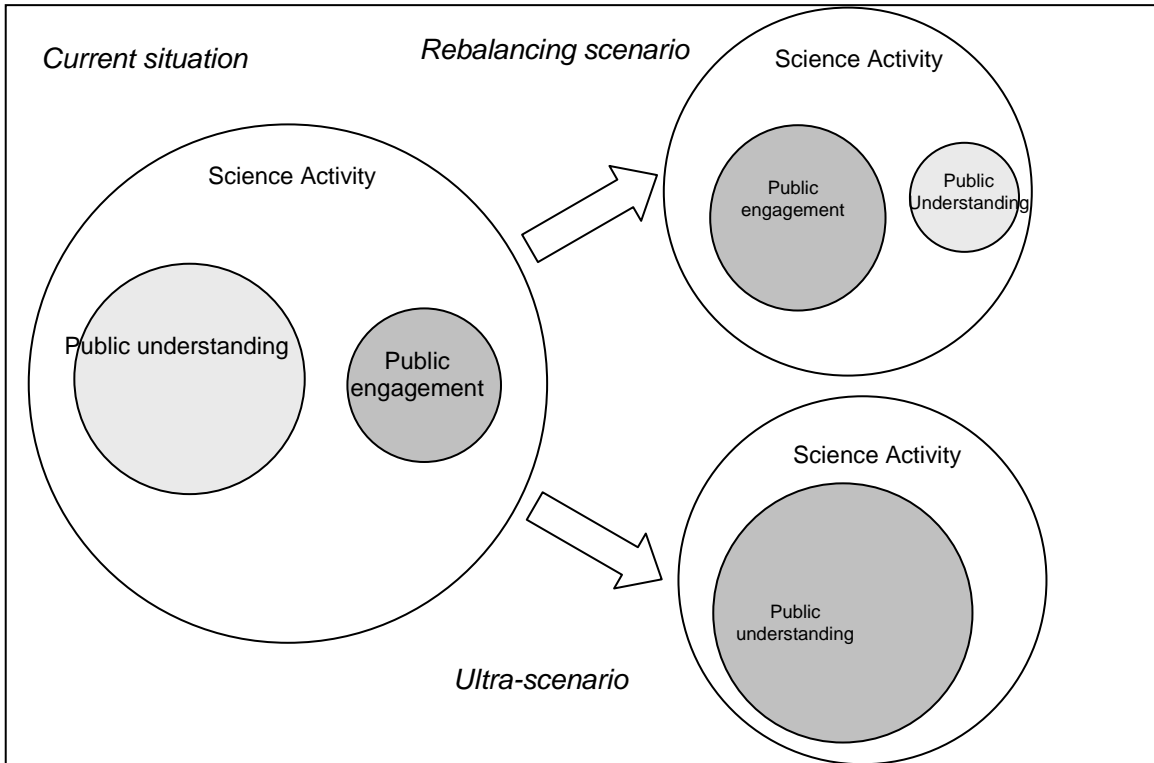 Current situation
Rebalancing scenario
Science Activity
Public
engagement
Public
Understanding
Science Activity
Public understanding
Public
engagement
Science Activity
Public
understanding
Ultra-scenario